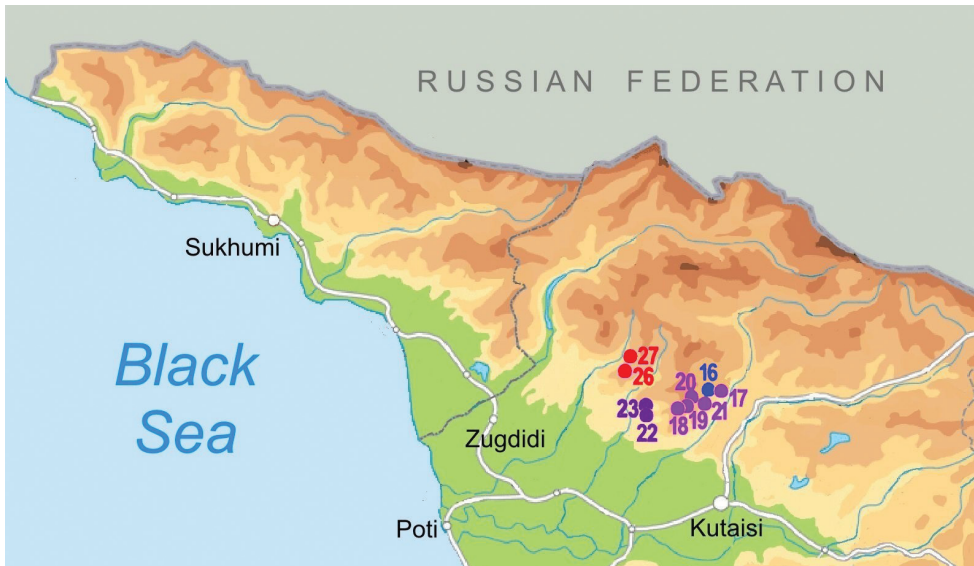 RUSSIAN FEDERATION
Sukhumi
Black
Sea
27
26
16
20
17
23
18
19
21
22
Zugdidi
Poti
Kutaisi